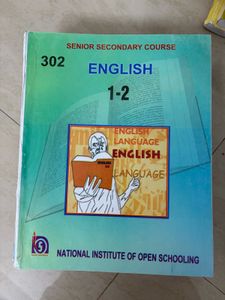 SENIOR SECONDARY COURSE
302
ENGLISH
1-2
ENGLISH
LANGUAGE
ENGLISH
LANGUAGE
NATIONAL INSTITUTE OF OPEN SCHOOLING